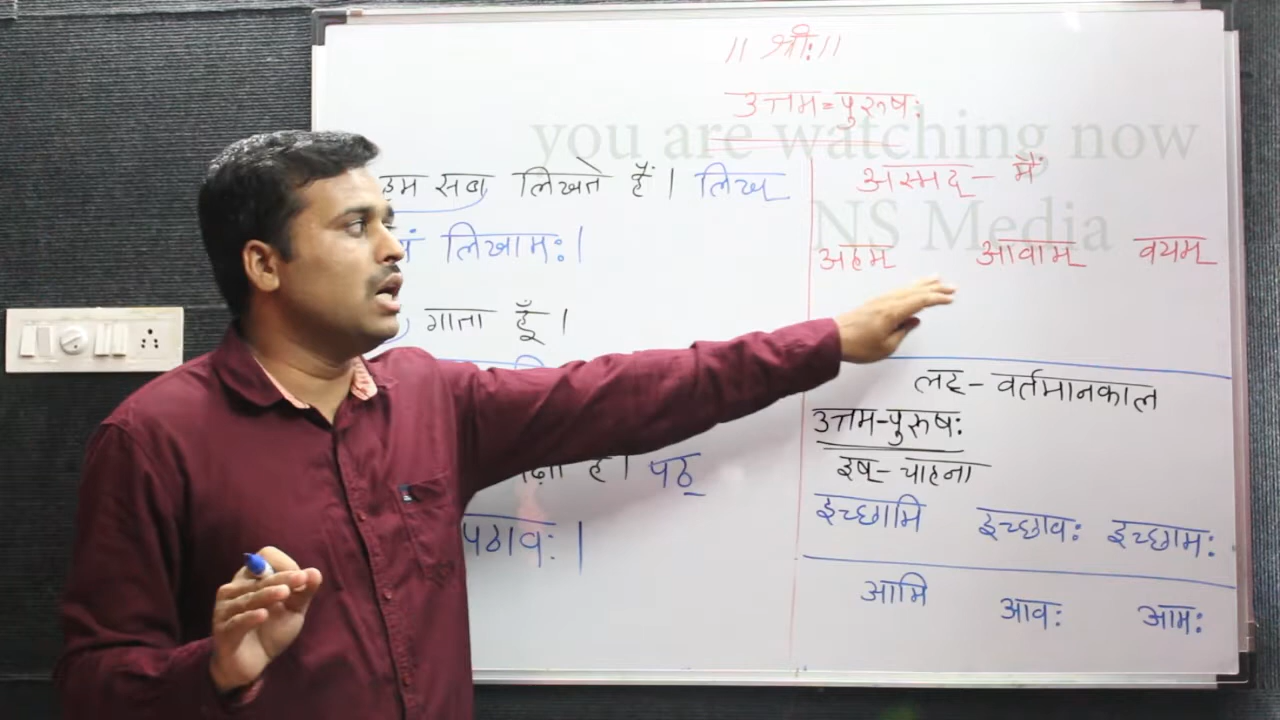 ॥ श्रीः॥
उत्तम=पुरूषः
you are watching now
NS Media
हम सब लिखते हैं। लिख्
लिखामः।
गाता हूँ।
है। पठ्
पठावः।
अस्मद् - मैं
अहम् आवाम् वयम्
लट् - वर्तमानकाल
उत्तम-पुरूषः
इष् - चाहना
इच्छामि इच्छावः इच्छामः
आमि आवः आमः